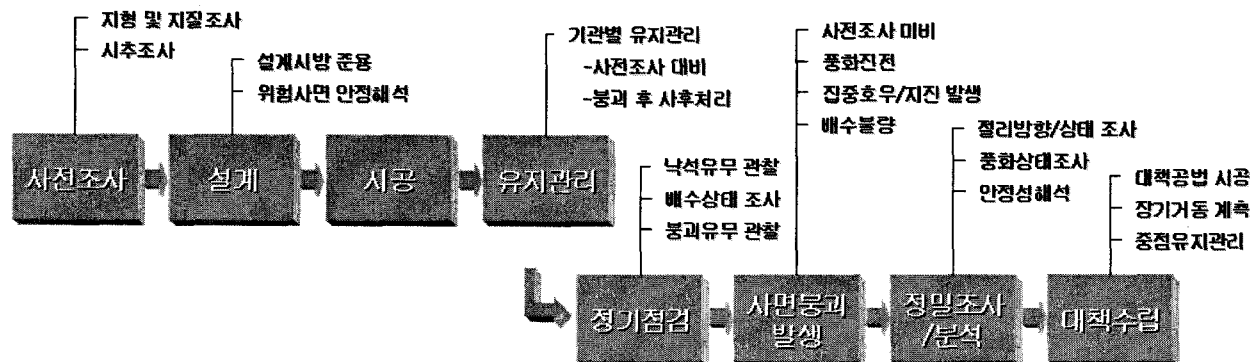 지형 및 지질조사
시추조사
설계시방 준용
위험사면 안정해석
기관별 유지관리
-사전조사 대비
-붕괴 후 사후처리
사전조사 미비
풍화진전
집중호우/지진 발생
배수불량
사전조사
설계
시공
유지관리
낙석유무 관찰
배수상태 조사
붕괴유무 관찰
절리방향/상태 조사
풍화상태조사
안정성해석
대책공법 시공
장기거동 계측
중점유지관리
정기점검
사면붕괴
발생
정밀조사
/분석
대책수립